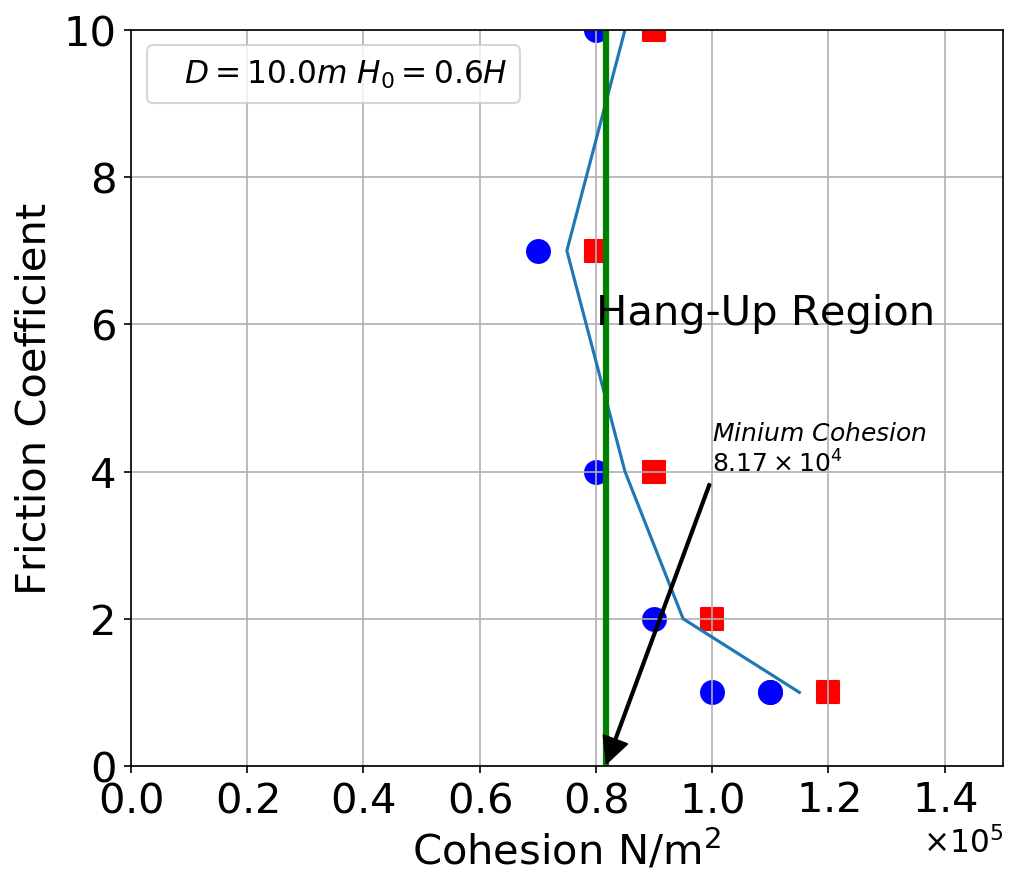 10
D = 10.0m H₀ = 0.6H
8
6
Hang-Up Region
Minium Cohesion
8.17 × 10⁴
4
2
0
Friction Coefficient
0.0 0.2 0.4 0.6 0.8 1.0 1.2 1.4
×10⁵
Cohesion N/m²